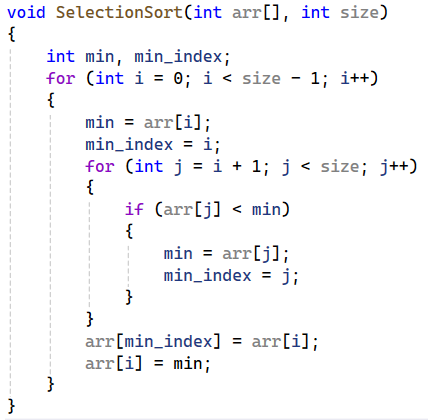 void SelectionSort(int arr[], int size)
{
    int min, min_index;
    for (int i = 0; i < size - 1; i++)
    {
        min = arr[i];
        min_index = i;
        for (int j = i + 1; j < size; j++)
        {
            if (arr[j] < min)
            {
                min = arr[j];
                min_index = j;
            }
        }
        arr[min_index] = arr[i];
        arr[i] = min;
    }
}